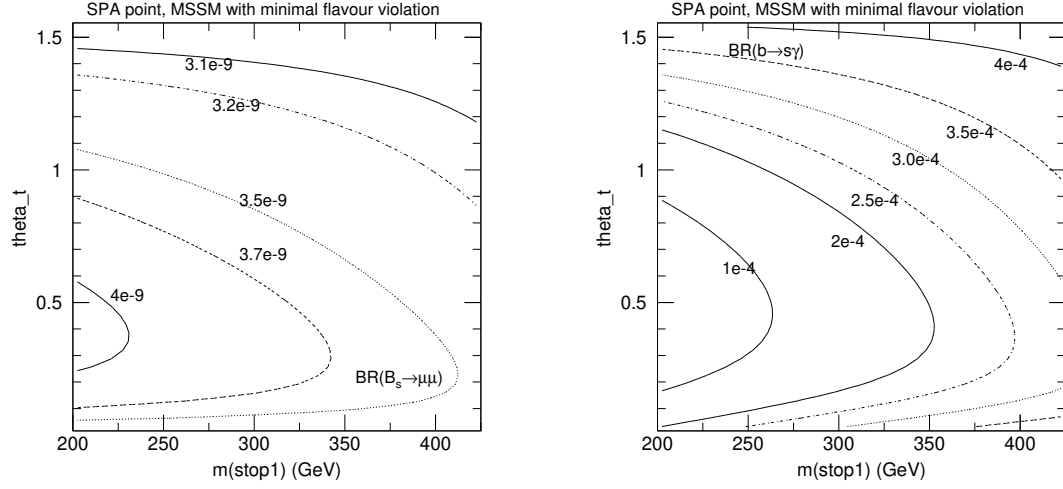 SPA point, MSSM with minimal flavour violation
1.5
1
0.5
theta_t
3.1e-9
3.2e-9
3.5e-9
3.7e-9
4e-9
BR(B_s→μμ)
200 250 300 350 400
m(stop1) (GeV)
SPA point, MSSM with minimal flavour violation
1.5
1
0.5
theta_t
BR(b→sγ)
4e-4
3.5e-4
3.0e-4
2.5e-4
2e-4
1e-4
200 250 300 350 400
m(stop1) (GeV)